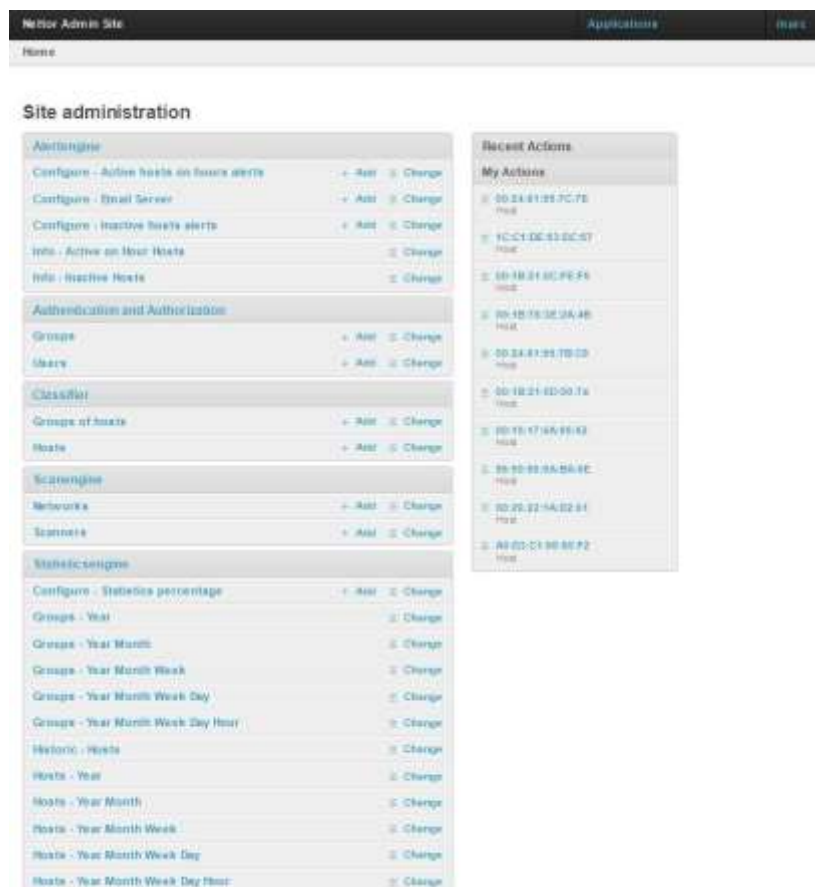 Admin Site
Applications
Home
Site administration
Alertengine
Configure - Active hosts on hours alerts
Add Change
Configure - Email Server
Add Change
Configure - Inactive hosts alerts
Add Change
Info - Active on Hour Hosts
Change
Info - Inactive Hosts
Change
Authentication and Authorization
Groups
Add Change
Users
Add Change
Classifier
Groups of hosts
Add Change
Hosts
Add Change
Scanengine
Networks
Add Change
Scanners
Add Change
Statisticsengine
Configure - Statistics percentage
Add Change
Groups - Year
Change
Groups - Year Month
Change
Groups - Year Month Week
Change
Groups - Year Month Week Day
Change
Groups - Year Month Week Day Hour
Change
Historic - Hosts
Change
Hosts - Year
Change
Hosts - Year Month
Change
Hosts - Year Month Week
Change
Hosts - Year Month Week Day
Change
Hosts - Year Month Week Day Hour
Change
Recent Actions
My Actions
Host
Host
Host
Host
Host
Host
Host
Host
Host
Host